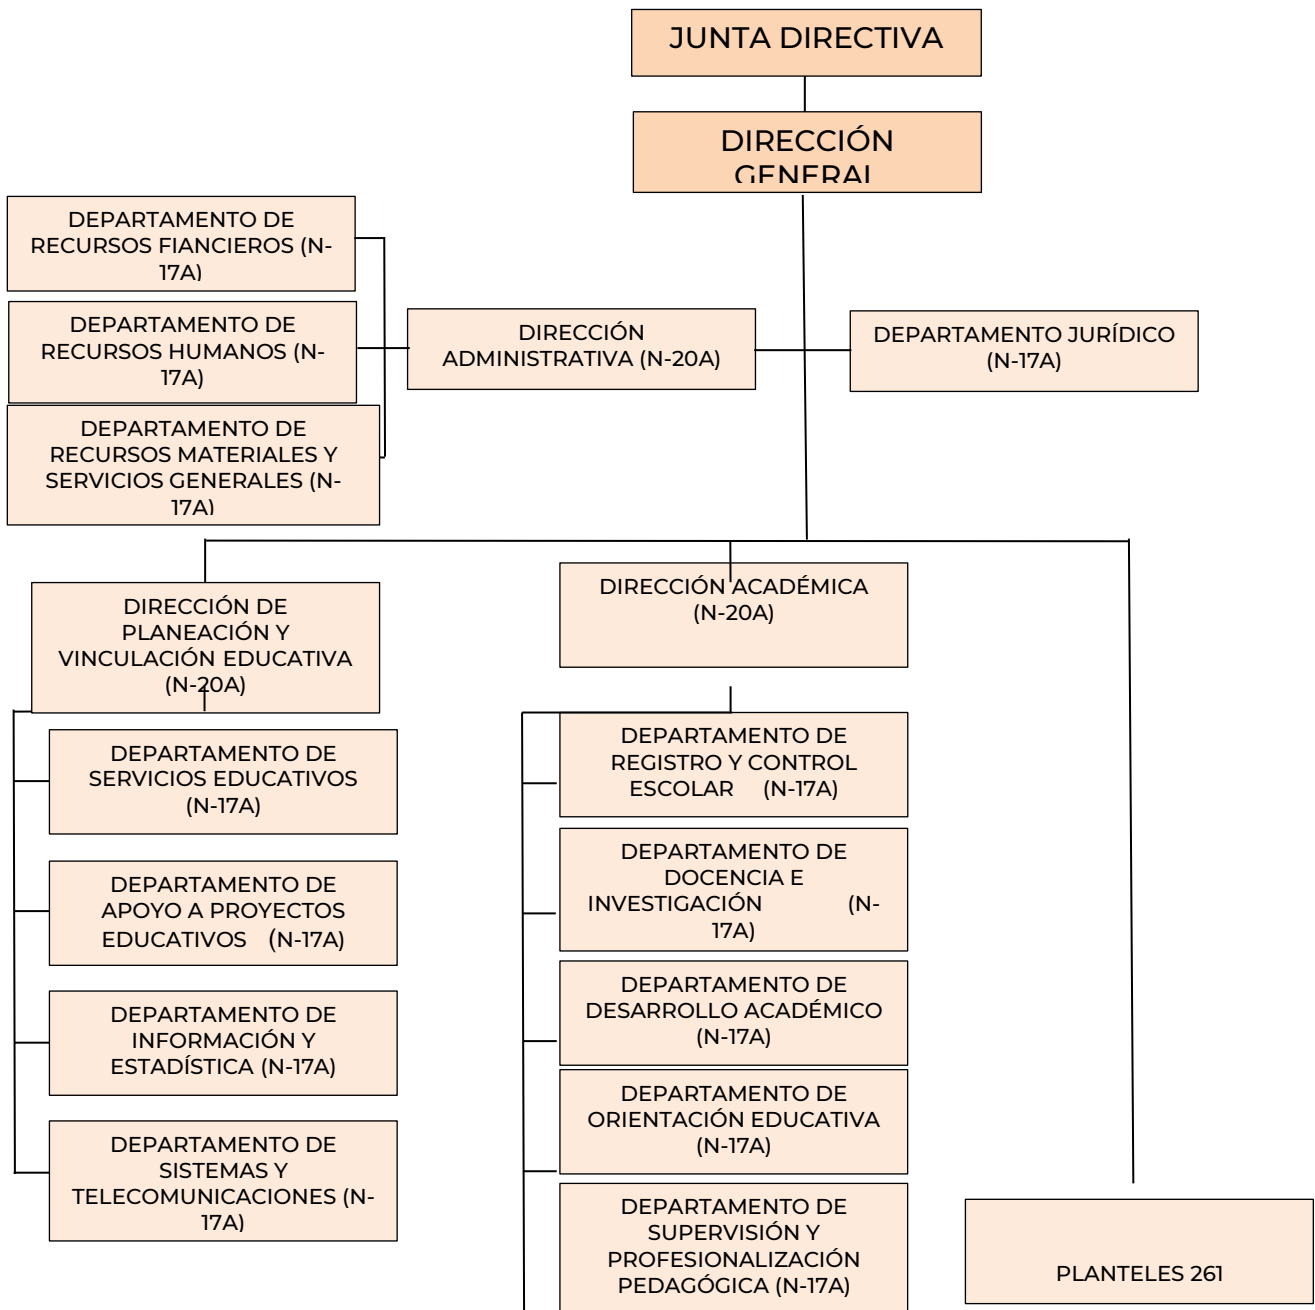 JUNTA DIRECTIVA
DIRECCIÓN
GENERAL
DEPARTAMENTO DE
RECURSOS FIANCIEROS (N-
17A)
DEPARTAMENTO DE
RECURSOS HUMANOS (N-
17A)
DEPARTAMENTO DE
RECURSOS MATERIALES Y
SERVICIOS GENERALES (N-
17A)
DIRECCIÓN
ADMINISTRATIVA (N-20A)
DEPARTAMENTO JURÍDICO
(N-17A)
DIRECCIÓN DE
PLANEACIÓN Y
VINCULACIÓN EDUCATIVA
(N-20A)
DEPARTAMENTO DE
SERVICIOS EDUCATIVOS
(N-17A)
DEPARTAMENTO DE
APOYO A PROYECTOS
EDUCATIVOS (N-17A)
DEPARTAMENTO DE
INFORMACIÓN Y
ESTADÍSTICA (N-17A)
DEPARTAMENTO DE
SISTEMAS Y
TELECOMUNICACIONES (N-
17A)
DIRECCIÓN ACADÉMICA
(N-20A)
DEPARTAMENTO DE
REGISTRO Y CONTROL
ESCOLAR (N-17A)
DEPARTAMENTO DE
DOCENCIA E
INVESTIGACIÓN (N-
17A)
DEPARTAMENTO DE
DESARROLLO ACADÉMICO
(N-17A)
DEPARTAMENTO DE
ORIENTACIÓN EDUCATIVA
(N-17A)
DEPARTAMENTO DE
SUPERVISIÓN Y
PROFESIONALIZACIÓN
PEDAGÓGICA (N-17A)
PLANTELES 261